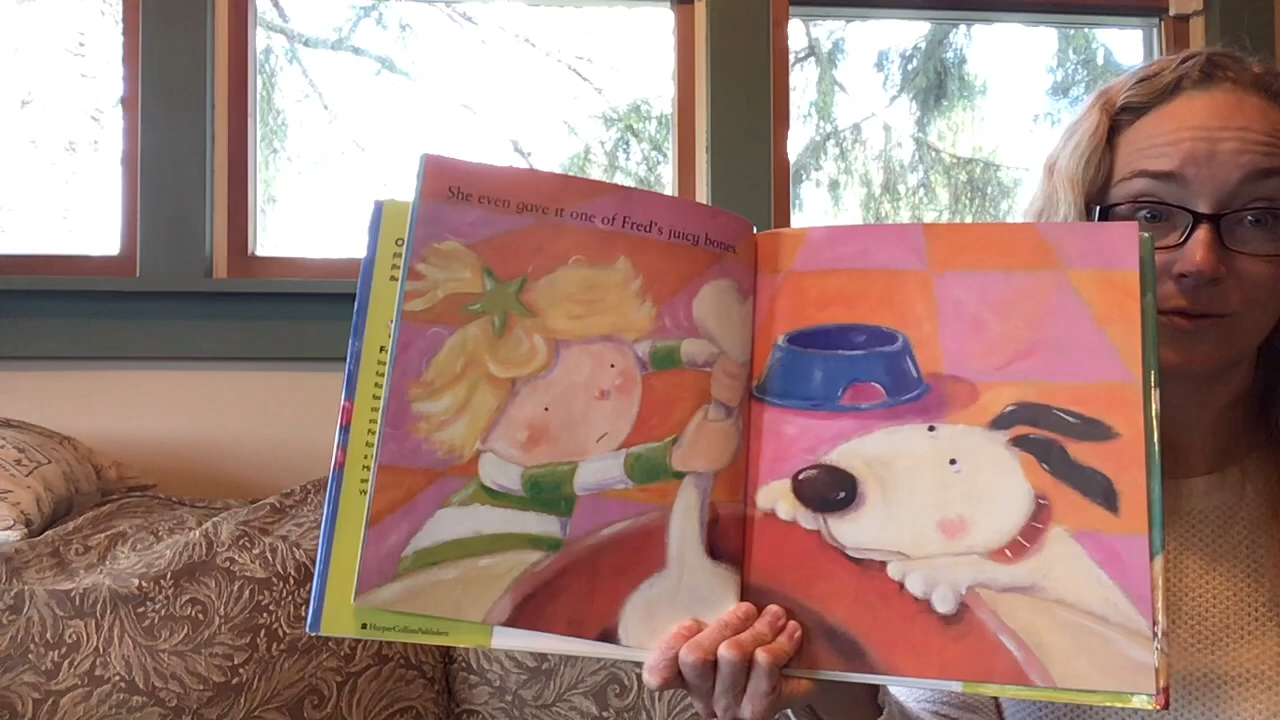 She even gave it one of Fred's juicy bones.
HarperCollinsPublishers